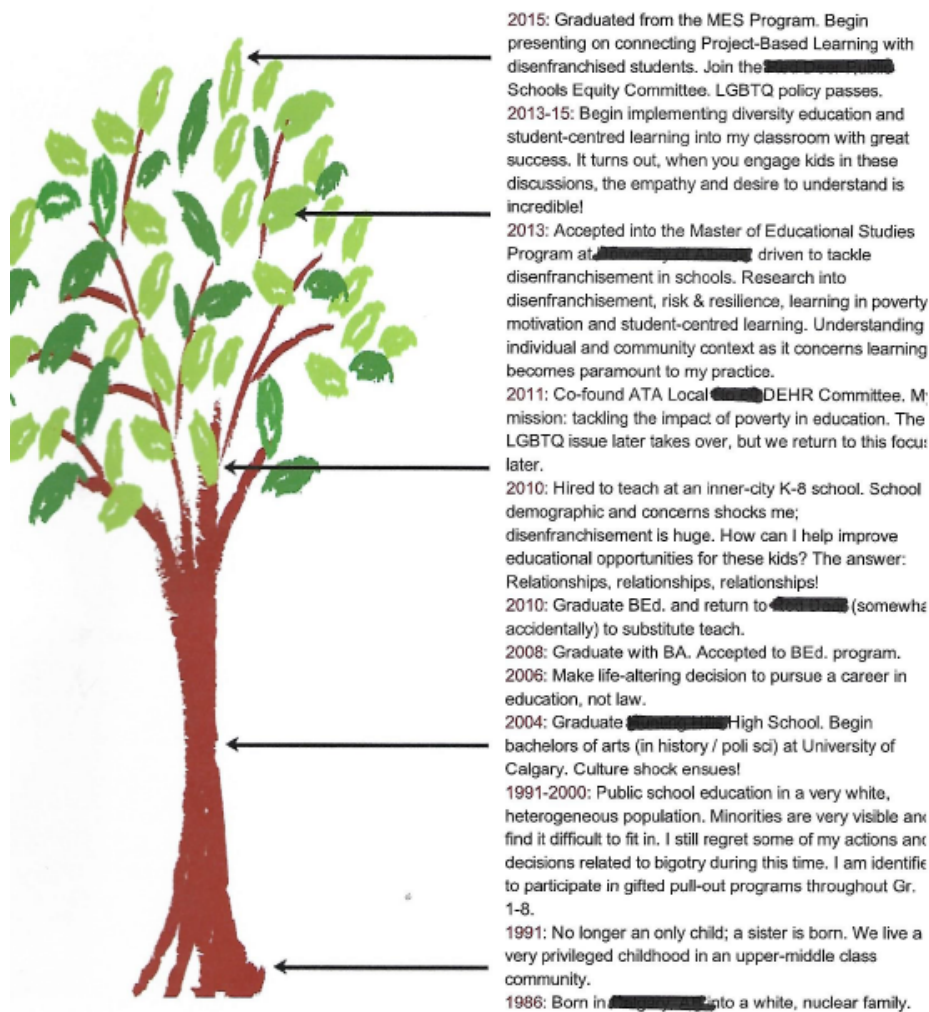 2015: Graduated from the MES Program. Begin
presenting on connecting Project-Based Learning with
disenfranchised students. Join the
Schools Equity Committee. LGBTQ policy passes.
2013-15: Begin implementing diversity education and
student-centred learning into my classroom with great
success. It turns out, when you engage kids in these
discussions, the empathy and desire to understand is
incredible!
2013: Accepted into the Master of Educational Studies
Program at driven to tackle
disenfranchisement in schools. Research into
disenfranchisement, risk & resilience, learning in poverty
motivation and student-centred learning. Understanding
individual and community context as it concerns learning
becomes paramount to my practice.
2011: Co-found ATA Local DEHR Committee. My
mission: tackling the impact of poverty in education. The
LGBTQ issue later takes over, but we return to this focus
later.
2010: Hired to teach at an inner-city K-8 school. School
demographic and concerns shocks me;
disenfranchisement is huge. How can I help improve
educational opportunities for these kids? The answer:
Relationships, relationships, relationships!
2010: Graduate BEd. and return to (somewha
accidentally) to substitute teach.
2008: Graduate with BA. Accepted to BEd. program.
2006: Make life-altering decision to pursue a career in
education, not law.
2004: Graduate High School. Begin
bachelors of arts (in history / poli sci) at University of
Calgary. Culture shock ensues!
1991-2000: Public school education in a very white,
heterogeneous population. Minorities are very visible and
find it difficult to fit in. I still regret some of my actions and
decisions related to bigotry during this time. I am identifie
to participate in gifted pull-out programs throughout Gr.
1-8.
1991: No longer an only child; a sister is born. We live a
very privileged childhood in an upper-middle class
community.
1986: Born in into a white, nuclear family.